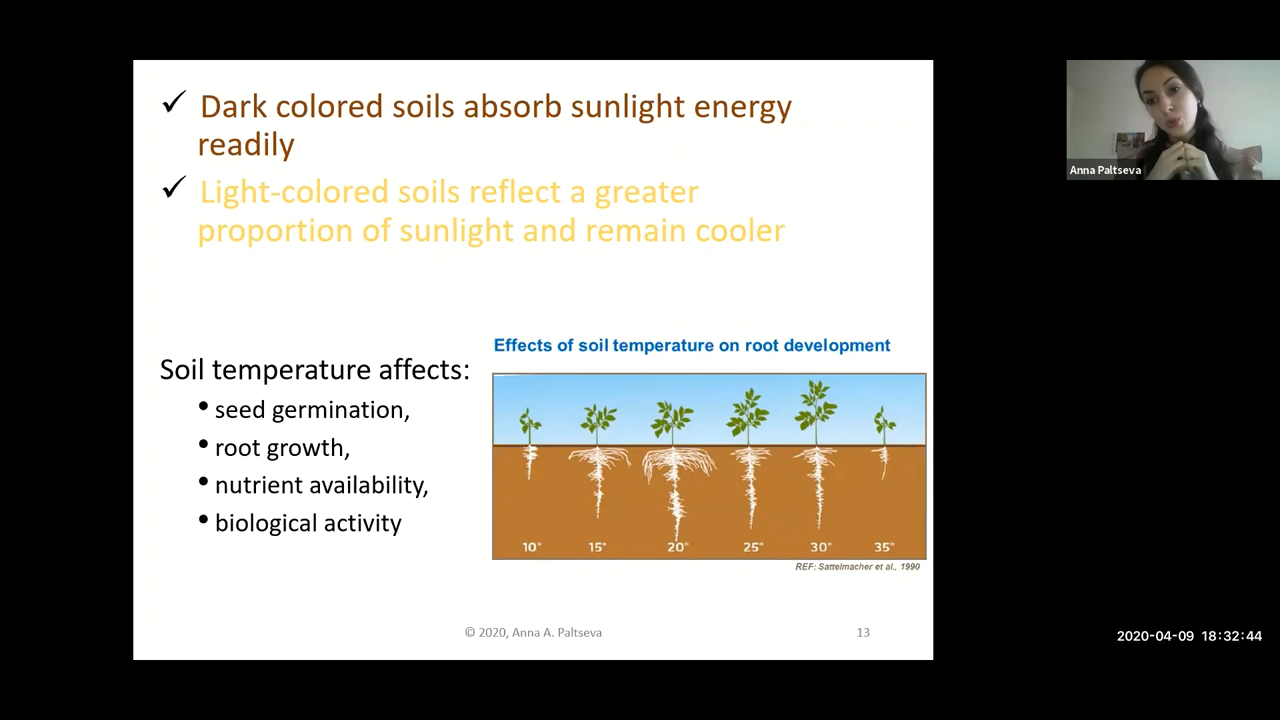 ✓ Dark colored soils absorb sunlight energy
readily
✓ Light-colored soils reflect a greater
proportion of sunlight and remain cooler
Anna Paltseva
Effects of soil temperature on root development
Soil temperature affects:
• seed germination,
• root growth,
• nutrient availability,
• biological activity
10° 15° 20° 25° 30° 35°
REF: Sattelmacher et al., 1990
© 2020, Anna A. Paltseva 13
2020-04-09 18:32:44